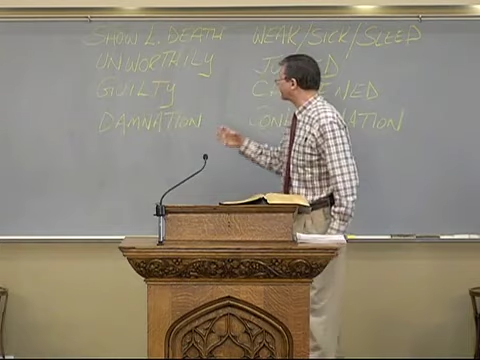 SHOW L. DEATH WEAK/SICK/SLEEP
UNWORTHILY
GUILTY
DAMNATION